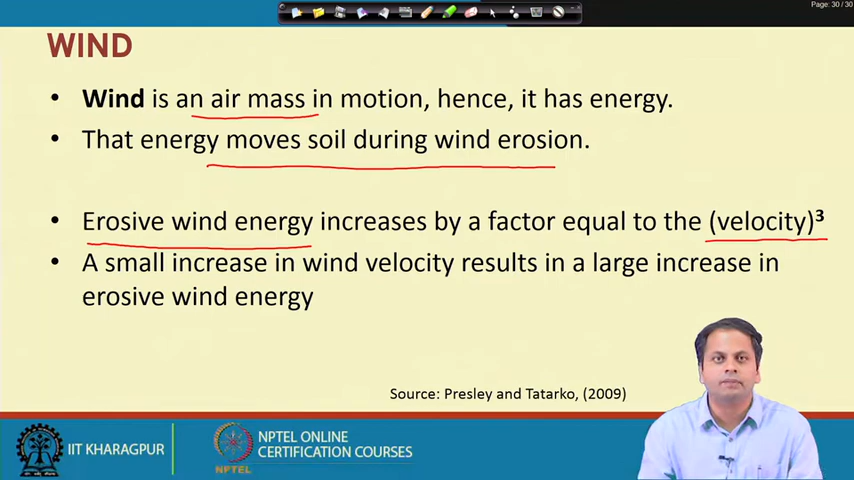 Page: 30 / 30
WIND
• Wind is an air mass in motion, hence, it has energy.
• That energy moves soil during wind erosion.
• Erosive wind energy increases by a factor equal to the (velocity)³
• A small increase in wind velocity results in a large increase in
erosive wind energy
Source: Presley and Tatarko, (2009)
IIT KHARAGPUR
NPTEL
NPTEL ONLINE
CERTIFICATION COURSES